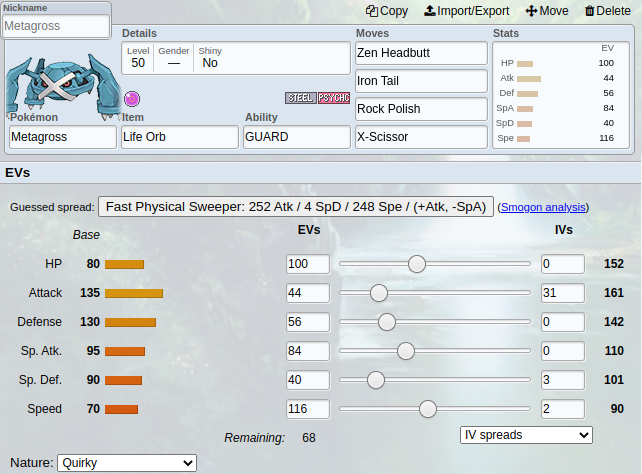 Nickname
Metagross
Copy Import/Export Move Delete
Details
Level Gender Shiny
50 — No
STEEL PSYCHC
Pokémon Item Ability
Metagross Life Orb GUARD
Moves
Zen Headbutt
Iron Tail
Rock Polish
X-Scissor
Stats
EV
HP 100
Atk 44
Def 56
SpA 84
SpD 40
Spe 116
EVs
Guessed spread: Fast Physical Sweeper: 252 Atk / 4 SpD / 248 Spe / (+Atk, -SpA) (Smogon analysis)
Base EVs IVs
HP 80 100 0 152
Attack 135 44 31 161
Defense 130 56 0 142
Sp. Atk. 95 84 0 110
Sp. Def. 90 40 3 101
Speed 70 116 2 90
Remaining: 68 IV spreads
Nature: Quirky